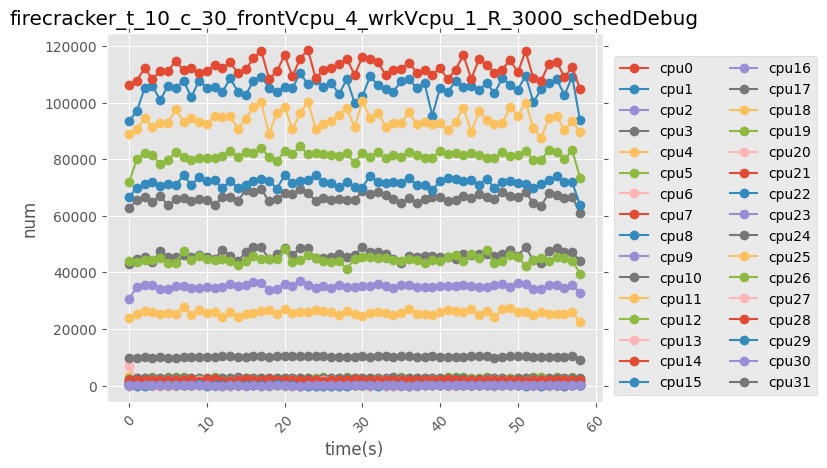 firecracker_t_10_c_30_frontVcpu_4_wrkVcpu_1_R_3000_schedDebug
120000
100000
80000
60000
40000
20000
0
num
0
10
20
30
40
50
60
time(s)
cpu0
cpu1
cpu2
cpu3
cpu4
cpu5
cpu6
cpu7
cpu8
cpu9
cpu10
cpu11
cpu12
cpu13
cpu14
cpu15
cpu16
cpu17
cpu18
cpu19
cpu20
cpu21
cpu22
cpu23
cpu24
cpu25
cpu26
cpu27
cpu28
cpu29
cpu30
cpu31